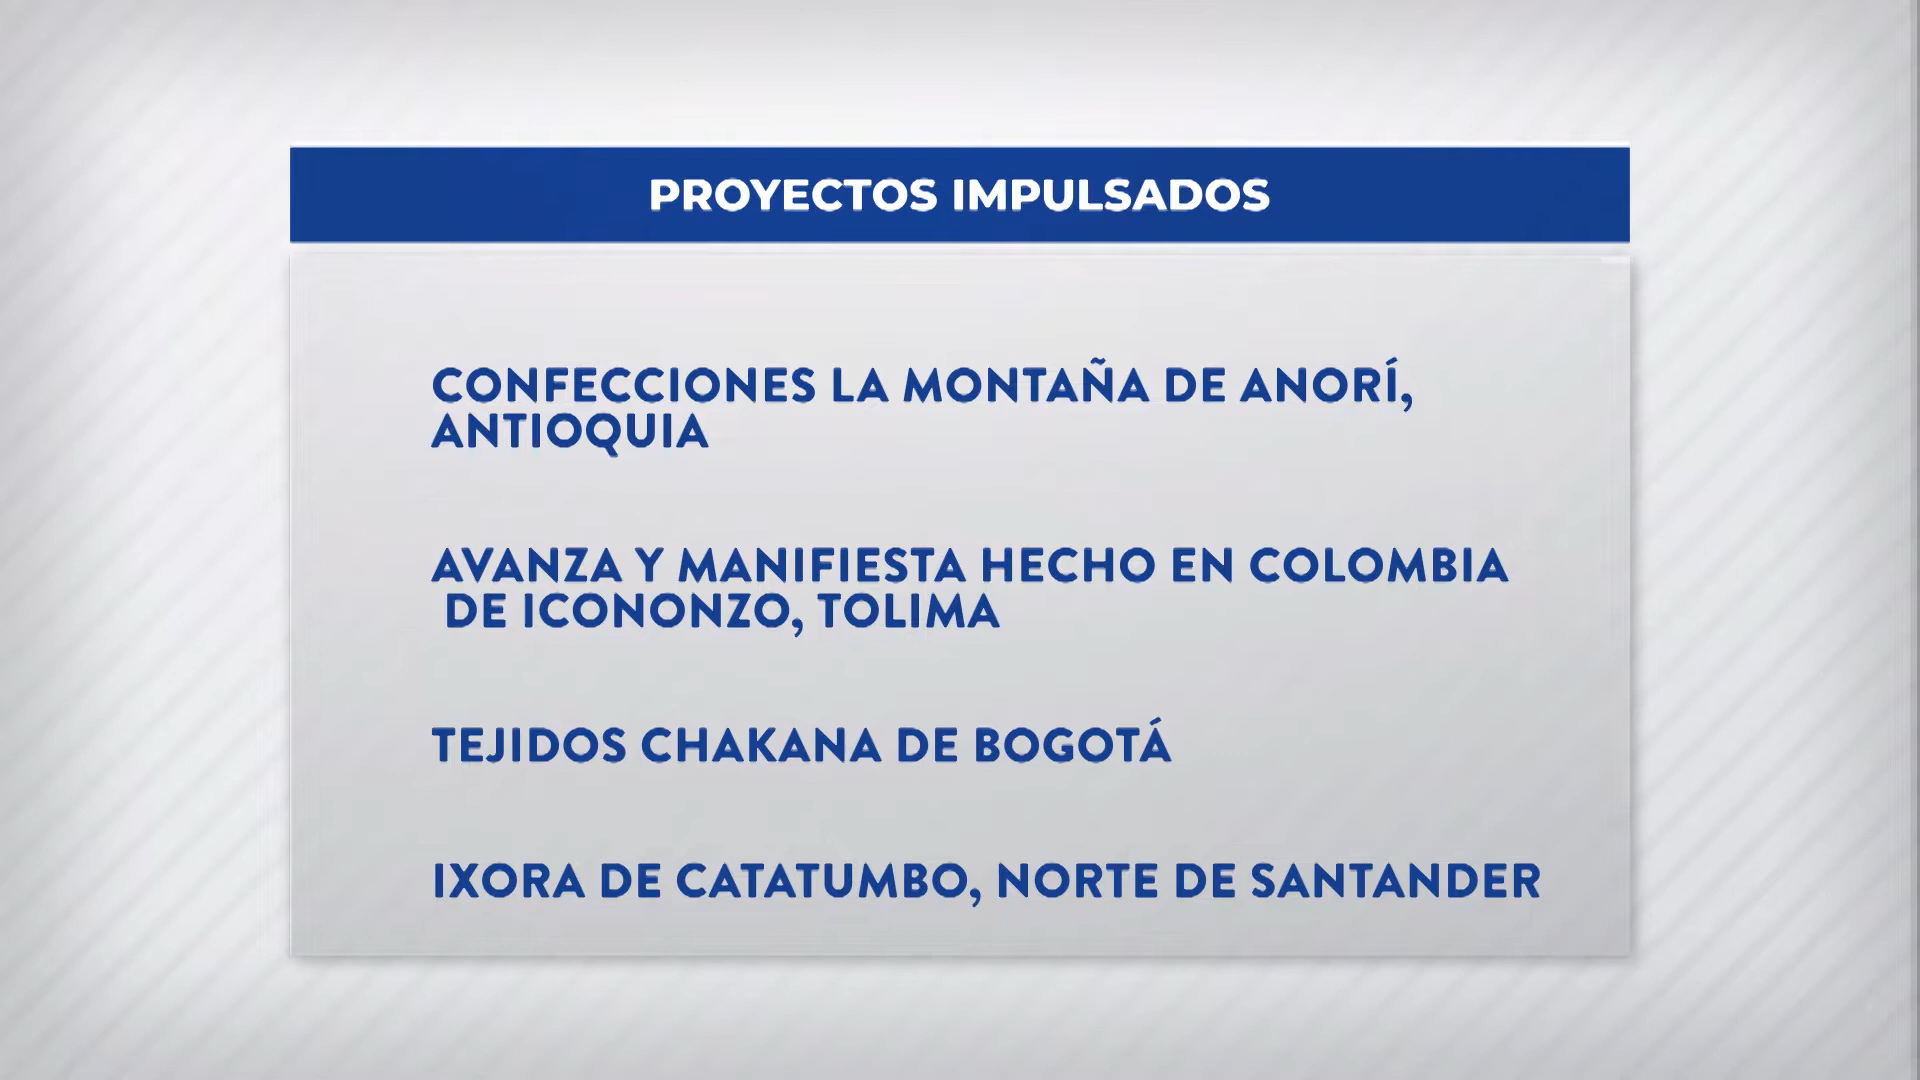 PROYECTOS IMPULSADOS
CONFECCIONES LA MONTAÑA DE ANORÍ,
ANTIOQUIA
AVANZA Y MANIFIESTA HECHO EN COLOMBIA
DE ICONONZO, TOLIMA
TEJIDOS CHAKANA DE BOGOTÁ
IXORA DE CATATUMBO, NORTE DE SANTANDER